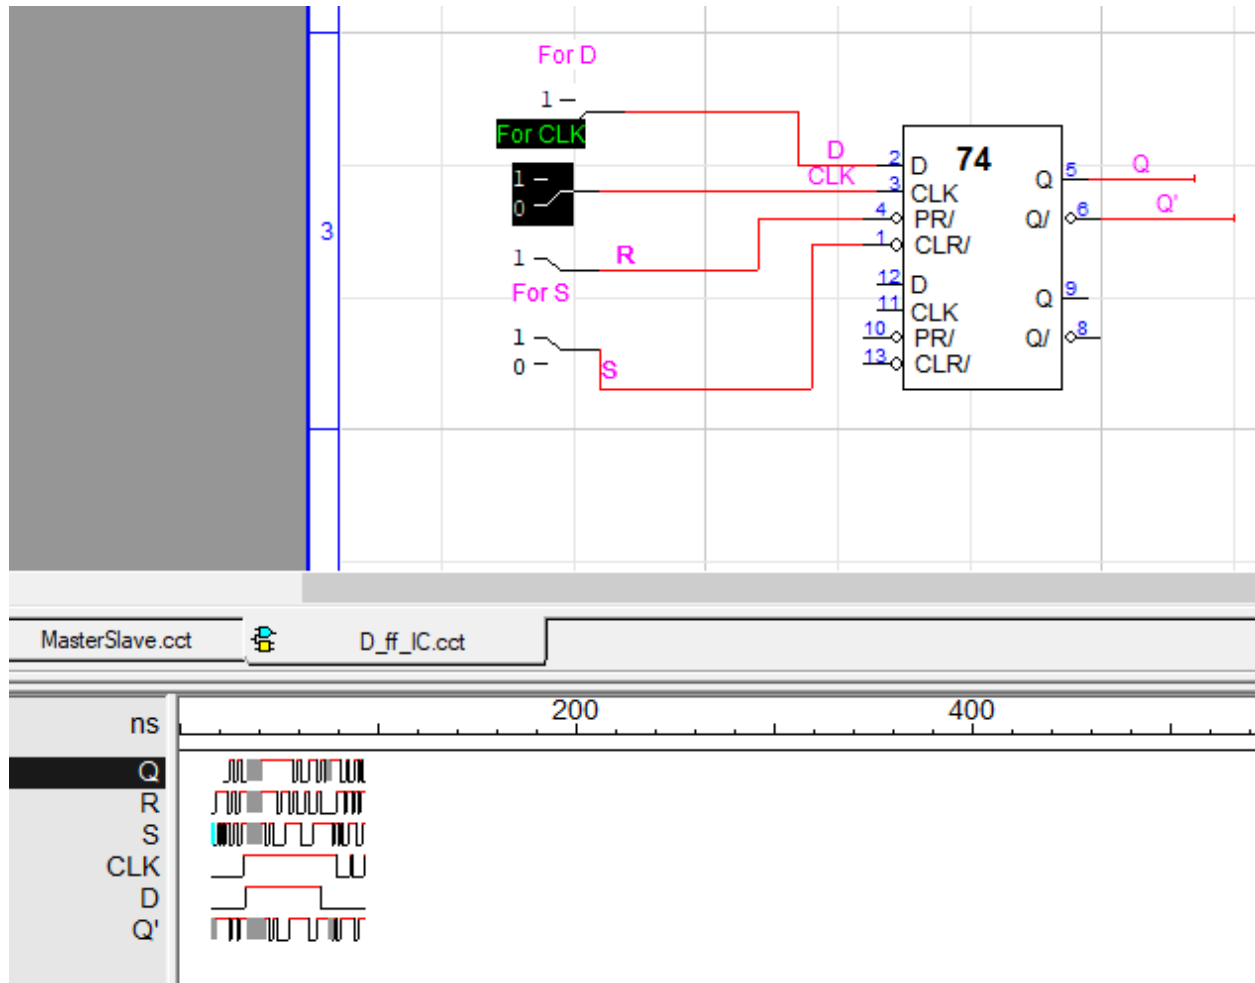 For D
1
For CLK
1
0
3
1
R
For S
1
0
S
D
CLK
74
2 D
3 CLK
4 PR/
1 CLR/
12 D
11 CLK
10 PR/
13 CLR/
Q 5
Q/ 6
Q 9
Q/ 8
Q
Q'
MasterSlave.cct
D_ff_IC.cct
ns
200
400
Q
R
S
CLK
D
Q'